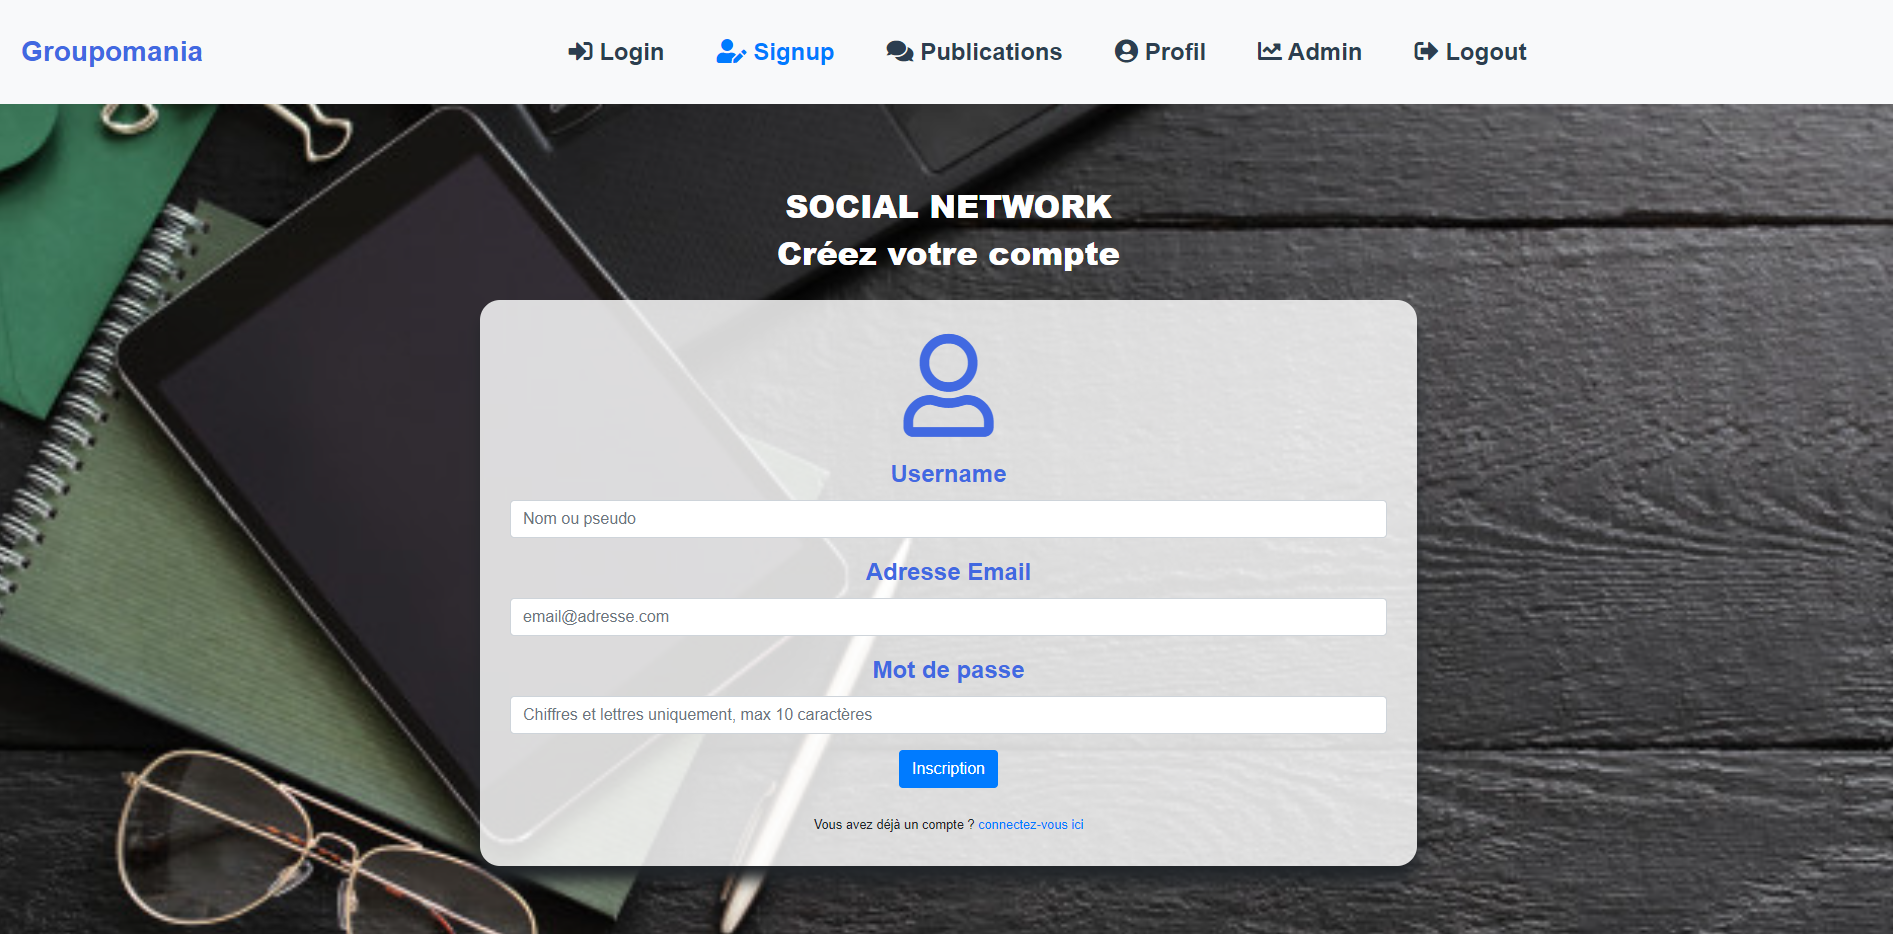 Groupomania Login Signup Publications Profil Admin Logout
SOCIAL NETWORK
Créez votre compte
Username
Nom ou pseudo
Adresse Email
email@adresse.com
Mot de passe
Chiffres et lettres uniquement, max 10 caractères
Inscription
Vous avez déjà un compte ? connectez-vous ici